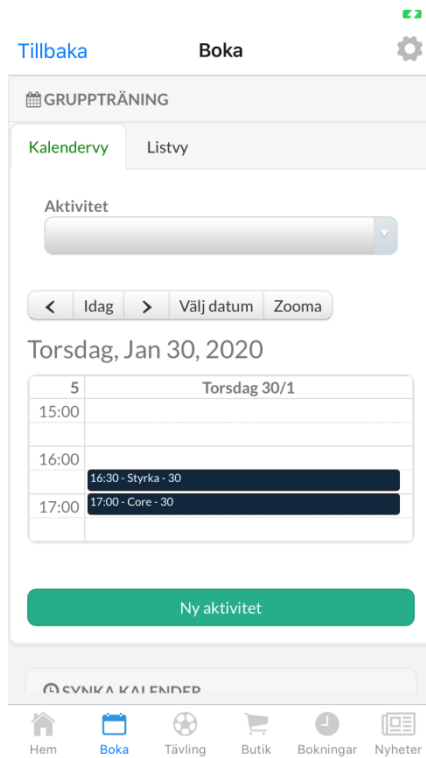 Tillbaka Boka
GRUPPTRÄNING
Kalendervy Listvy
Aktivitet
Idag Välj datum Zooma
Torsdag, Jan 30, 2020
5 Torsdag 30/1
15:00
16:00
16:30 - Styrka - 30
17:00 17:00 - Core - 30
Ny aktivitet
SYNKA KALENDER
Hem Boka Tävling Butik Bokningar Nyheter